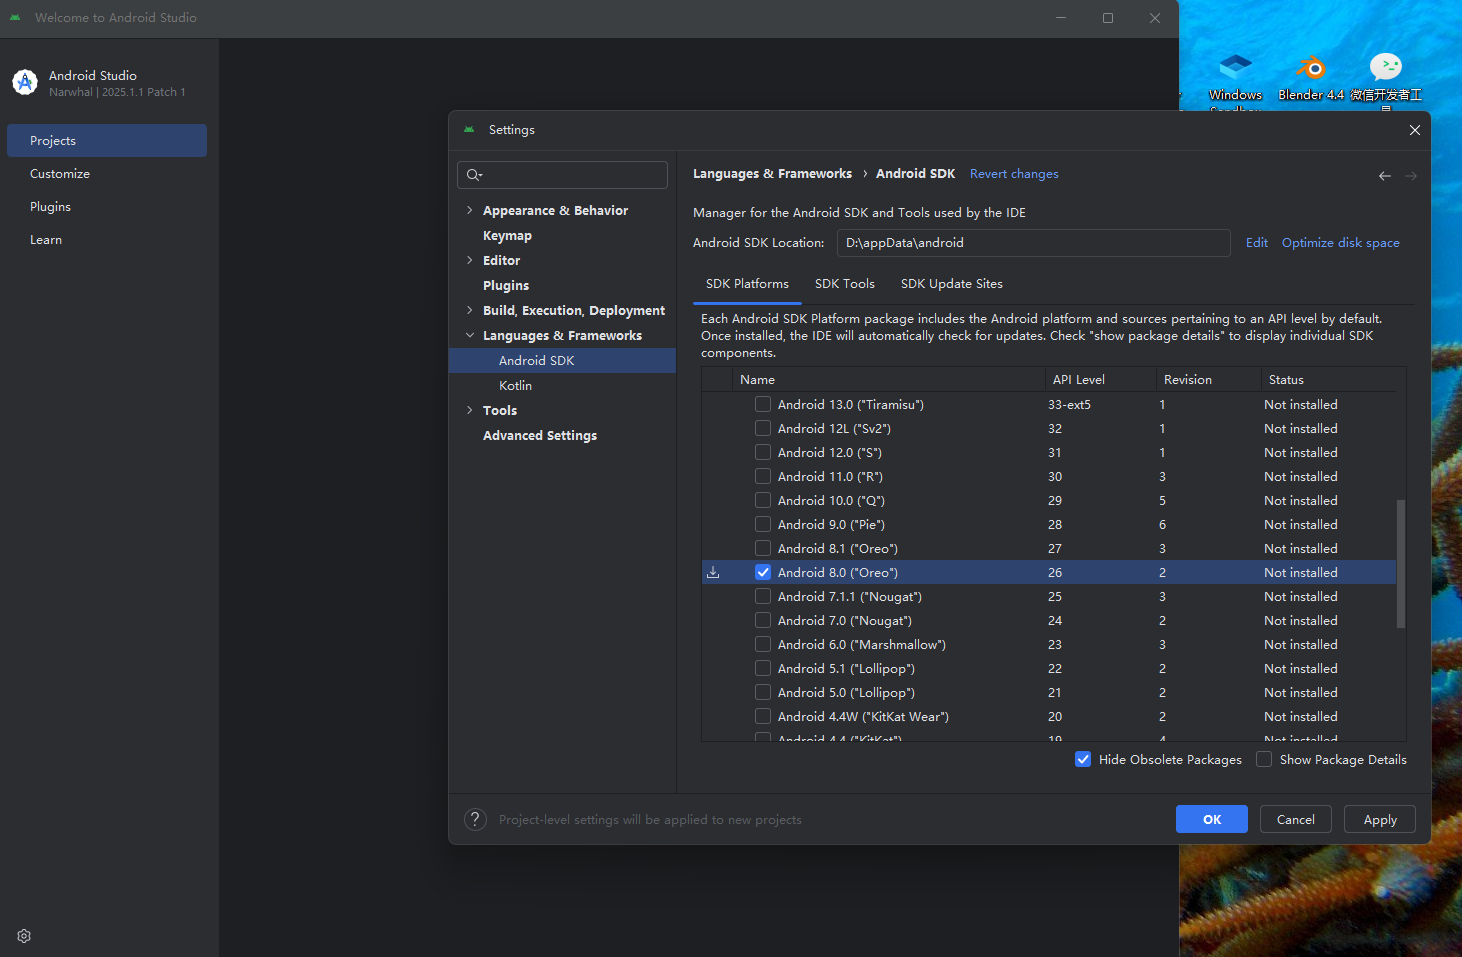 Welcome to Android Studio
Android Studio
Narwhal | 2025.1.1 Patch 1
Projects
Customize
Plugins
Learn
Windows
Blender 4.4
微信开发者工
Settings
Appearance & Behavior
Keymap
Editor
Plugins
Build, Execution, Deployment
Languages & Frameworks
Android SDK
Kotlin
Tools
Advanced Settings
Languages & Frameworks › Android SDK Revert changes
Manager for the Android SDK and Tools used by the IDE
Android SDK Location: D:\appData\android Edit Optimize disk space
SDK Platforms SDK Tools SDK Update Sites
Each Android SDK Platform package includes the Android platform and sources pertaining to an API level by default.
Once installed, the IDE will automatically check for updates. Check "show package details" to display individual SDK
components.
Name API Level Revision Status
Android 13.0 ("Tiramisu") 33-ext5 1 Not installed
Android 12L ("Sv2") 32 1 Not installed
Android 12.0 ("S") 31 1 Not installed
Android 11.0 ("R") 30 3 Not installed
Android 10.0 ("Q") 29 5 Not installed
Android 9.0 ("Pie") 28 6 Not installed
Android 8.1 ("Oreo") 27 3 Not installed
Android 8.0 ("Oreo") 26 2 Not installed
Android 7.1.1 ("Nougat") 25 3 Not installed
Android 7.0 ("Nougat") 24 2 Not installed
Android 6.0 ("Marshmallow") 23 3 Not installed
Android 5.1 ("Lollipop") 22 2 Not installed
Android 5.0 ("Lollipop") 21 2 Not installed
Android 4.4W ("KitKat Wear") 20 2 Not installed
Android 4.4 ("KitKat") 19 4 Not installed
Hide Obsolete Packages Show Package Details
? Project-level settings will be applied to new projects
OK Cancel Apply